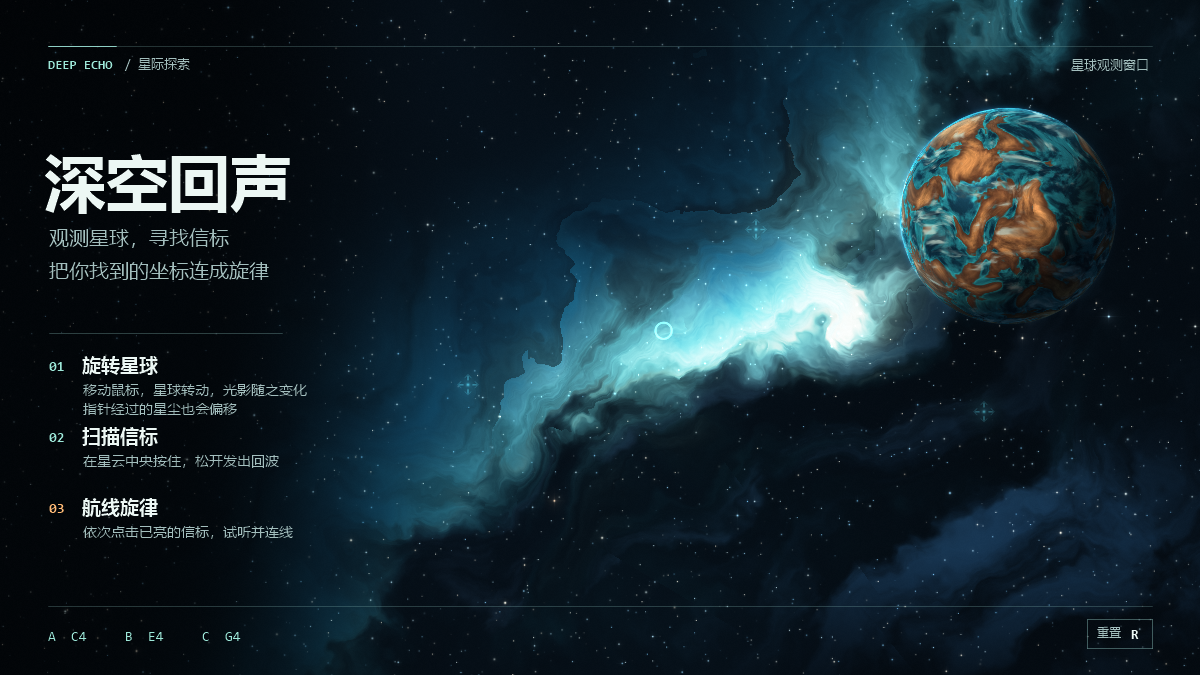 DEEP ECHO / 星际探索
星球观测窗口
深空回声
观测星球，寻找信标
把你找到的坐标连成旋律
01 旋转星球
移动鼠标，星球转动，光影随之变化
指针经过的星尘也会偏移
02 扫描信标
在星云中央按住，松开发出回波
03 航线旋律
依次点击已亮的信标，试听并连线
A C4 B E4 C G4
重置 R